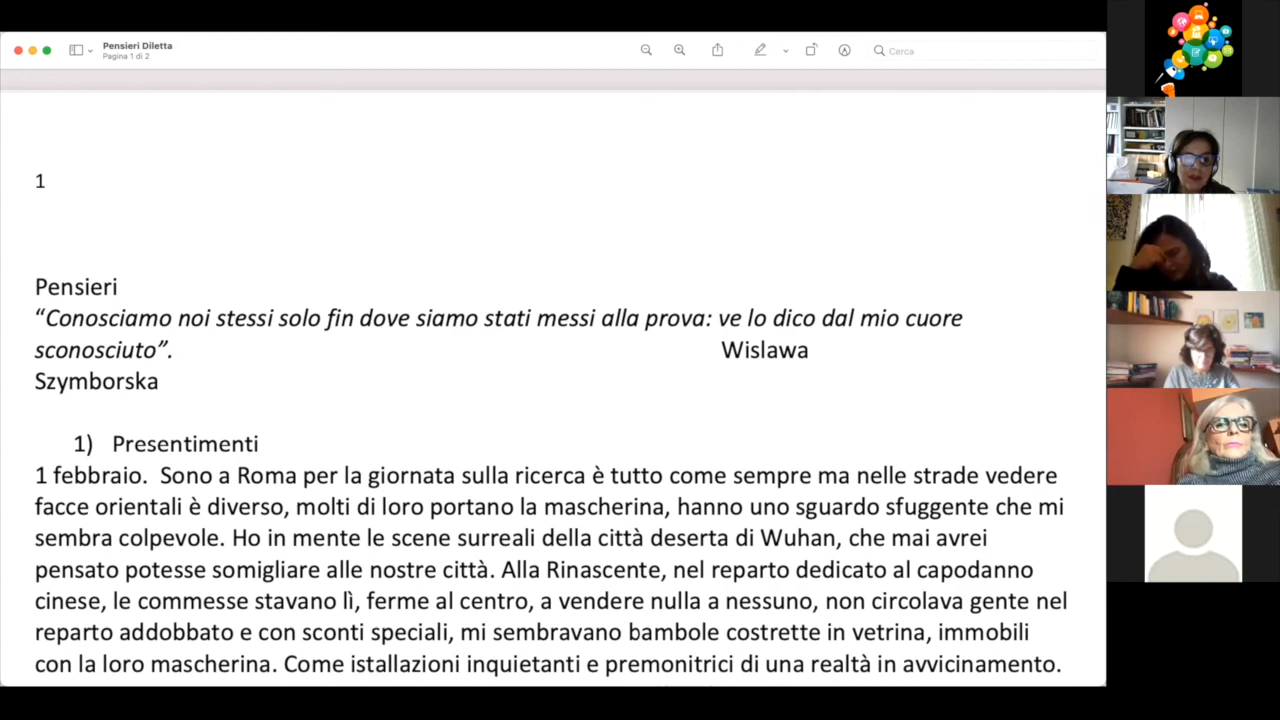 Pensieri Diletta
Pagina 1 di 2
Cerca
1
Pensieri
“Conosciamo noi stessi solo fin dove siamo stati messi alla prova: ve lo dico dal mio cuore
sconosciuto”. Wislawa
Szymborska
1) Presentimenti
1 febbraio. Sono a Roma per la giornata sulla ricerca è tutto come sempre ma nelle strade vedere
facce orientali è diverso, molti di loro portano la mascherina, hanno uno sguardo sfuggente che mi
sembra colpevole. Ho in mente le scene surreali della città deserta di Wuhan, che mai avrei
pensato potesse somigliare alle nostre città. Alla Rinascente, nel reparto dedicato al capodanno
cinese, le commesse stavano lì, ferme al centro, a vendere nulla a nessuno, non circolava gente nel
reparto addobbato e con sconti speciali, mi sembravano bambole costrette in vetrina, immobili
con la loro mascherina. Come istallazioni inquietanti e premonitrici di una realtà in avvicinamento.